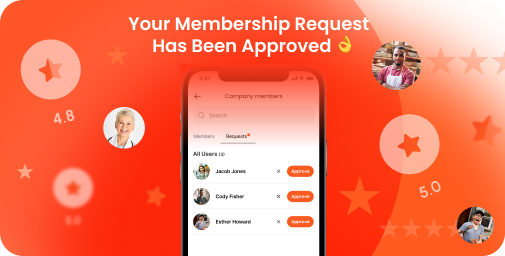 Your Membership Request
Has Been Approved 👌
Company members
Search
Members
Requests
All Users (3)
Jacob Jones
×
Approve
Cody Fisher
×
Approve
Esther Howard
×
Approve
4.8
5.0